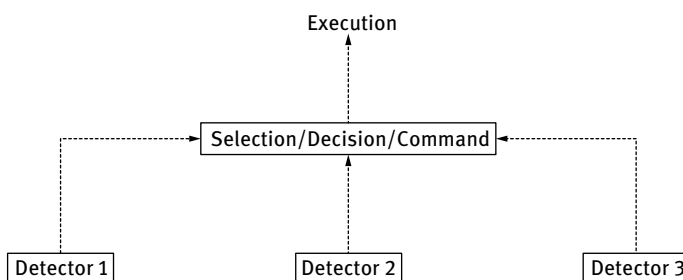 Execution
Selection/Decision/Command
Detector 1
Detector 2
Detector 3